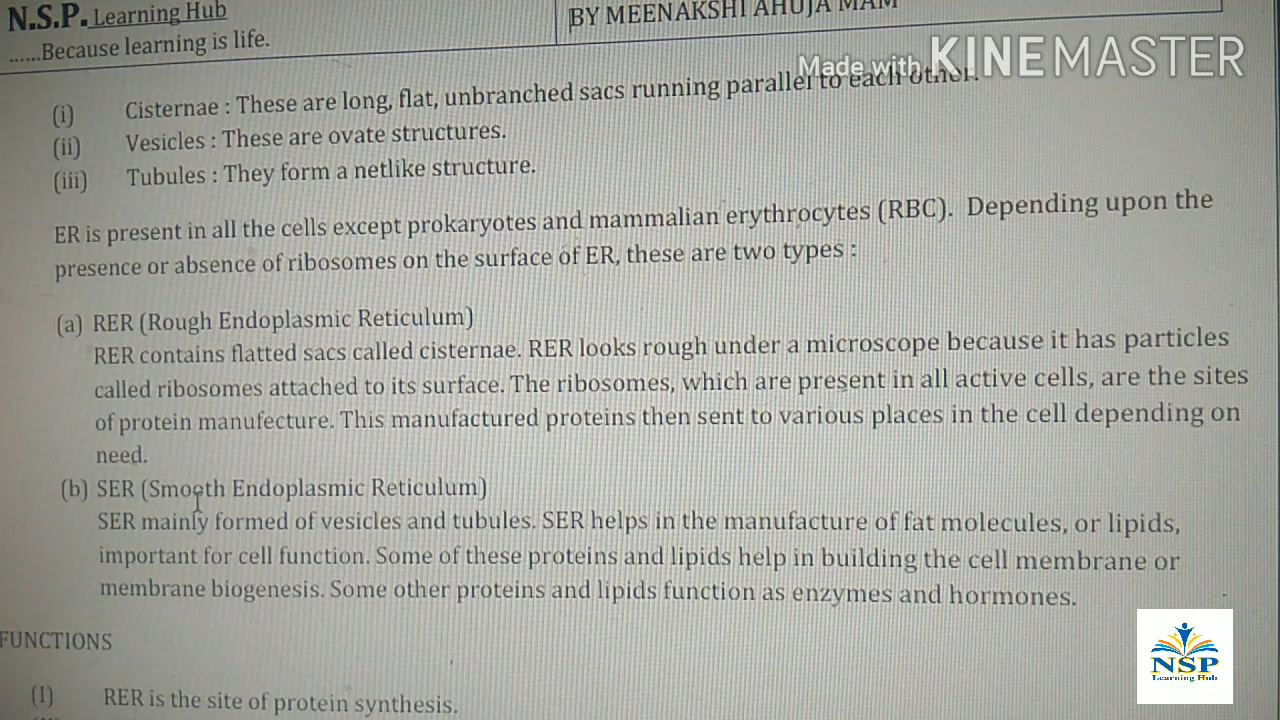 N.S.P. Learning Hub
......Because learning is life.
BY MEENAKSHI AHUJA MAM
Made with KINEMASTER
(i) Cisternae : These are long, flat, unbranched sacs running parallel to each other.
(ii) Vesicles : These are ovate structures.
(iii) Tubules : They form a netlike structure.
ER is present in all the cells except prokaryotes and mammalian erythrocytes (RBC). Depending upon the
presence or absence of ribosomes on the surface of ER, these are two types :
(a) RER (Rough Endoplasmic Reticulum)
RER contains flatted sacs called cisternae. RER looks rough under a microscope because it has particles
called ribosomes attached to its surface. The ribosomes, which are present in all active cells, are the sites
of protein manufecture. This manufactured proteins then sent to various places in the cell depending on
need.
(b) SER (Smooth Endoplasmic Reticulum)
SER mainly formed of vesicles and tubules. SER helps in the manufacture of fat molecules, or lipids,
important for cell function. Some of these proteins and lipids help in building the cell membrane or
membrane biogenesis. Some other proteins and lipids function as enzymes and hormones.
FUNCTIONS
(I) RER is the site of protein synthesis.
NSP
Learning Hub